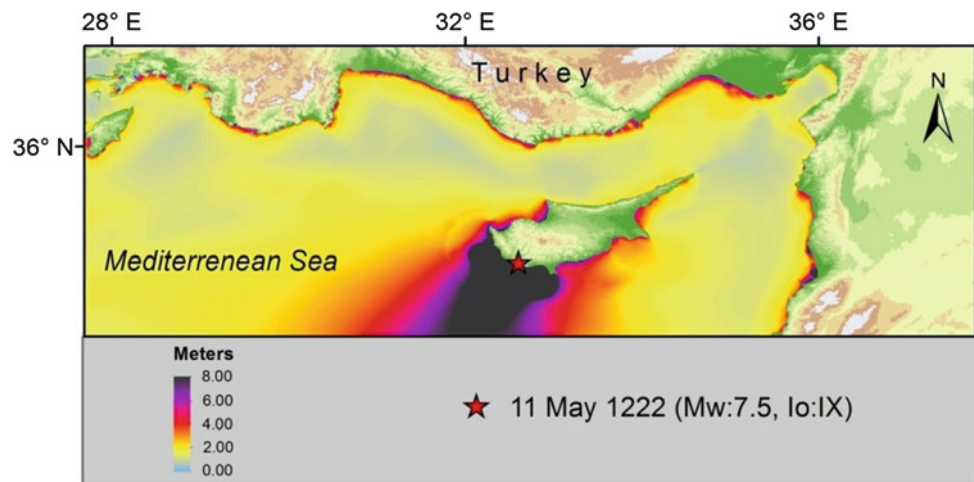 28° E 32° E 36° E
Turkey
N
36° N
Mediterrenean Sea
Meters
8.00
6.00
4.00
2.00
0.00
11 May 1222 (Mw:7.5, Io:IX)